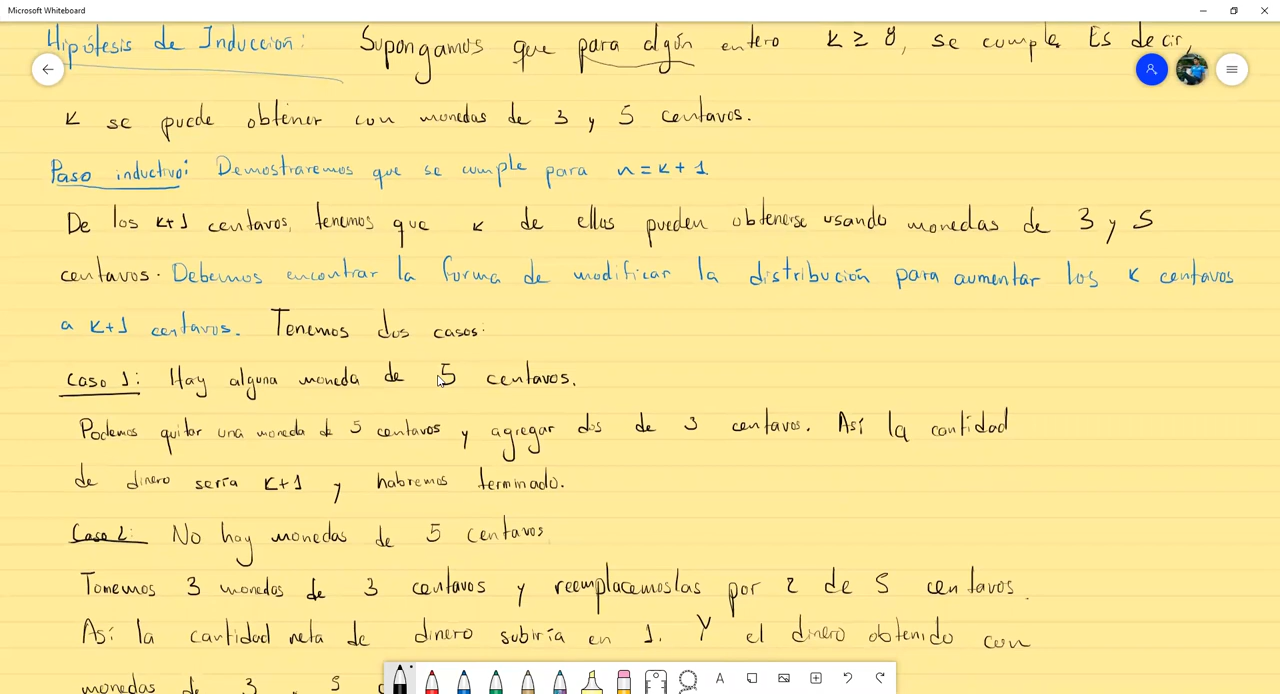 Microsoft Whiteboard
Hipótesis de Inducción: Supongamos que para algún entero K ≥ 8, se cumple. Es decir,
K se puede obtener con monedas de 3 y 5 centavos.
Paso inductivo: Demostraremos que se cumple para n = K + 1.
De los K+1 centavos, tenemos que K de ellos pueden obtenerse usando monedas de 3 y 5
centavos. Debemos encontrar la forma de modificar la distribución para aumentar los K centavos
a K+1 centavos. Tenemos dos casos:
Caso 1: Hay alguna moneda de 5 centavos.
Podemos quitar una moneda de 5 centavos y agregar dos de 3 centavos. Así la cantidad
de dinero sería K+1 y habremos terminado.
Caso 2: No hay monedas de 5 centavos
Tomemos 3 monedas de 3 centavos y reemplacemoslas por 2 de 5 centavos.
Así la cantidad neta de dinero subiría en 1. Y el dinero obtenido con
monedas de 3 5
A